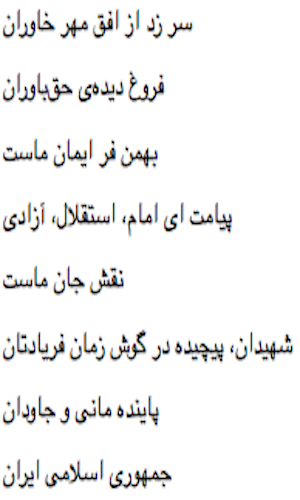 سر زد از افق مهر خاوران
فروغ دیده‌ی حق‌باوران
بهمن فر ایمان ماست
پیامت ای امام، استقلال، آزادی
نقش جان ماست
شهیدان، پیچیده در گوش زمان فریادتان
پاینده مانی و جاودان
جمهوری اسلامی ایران